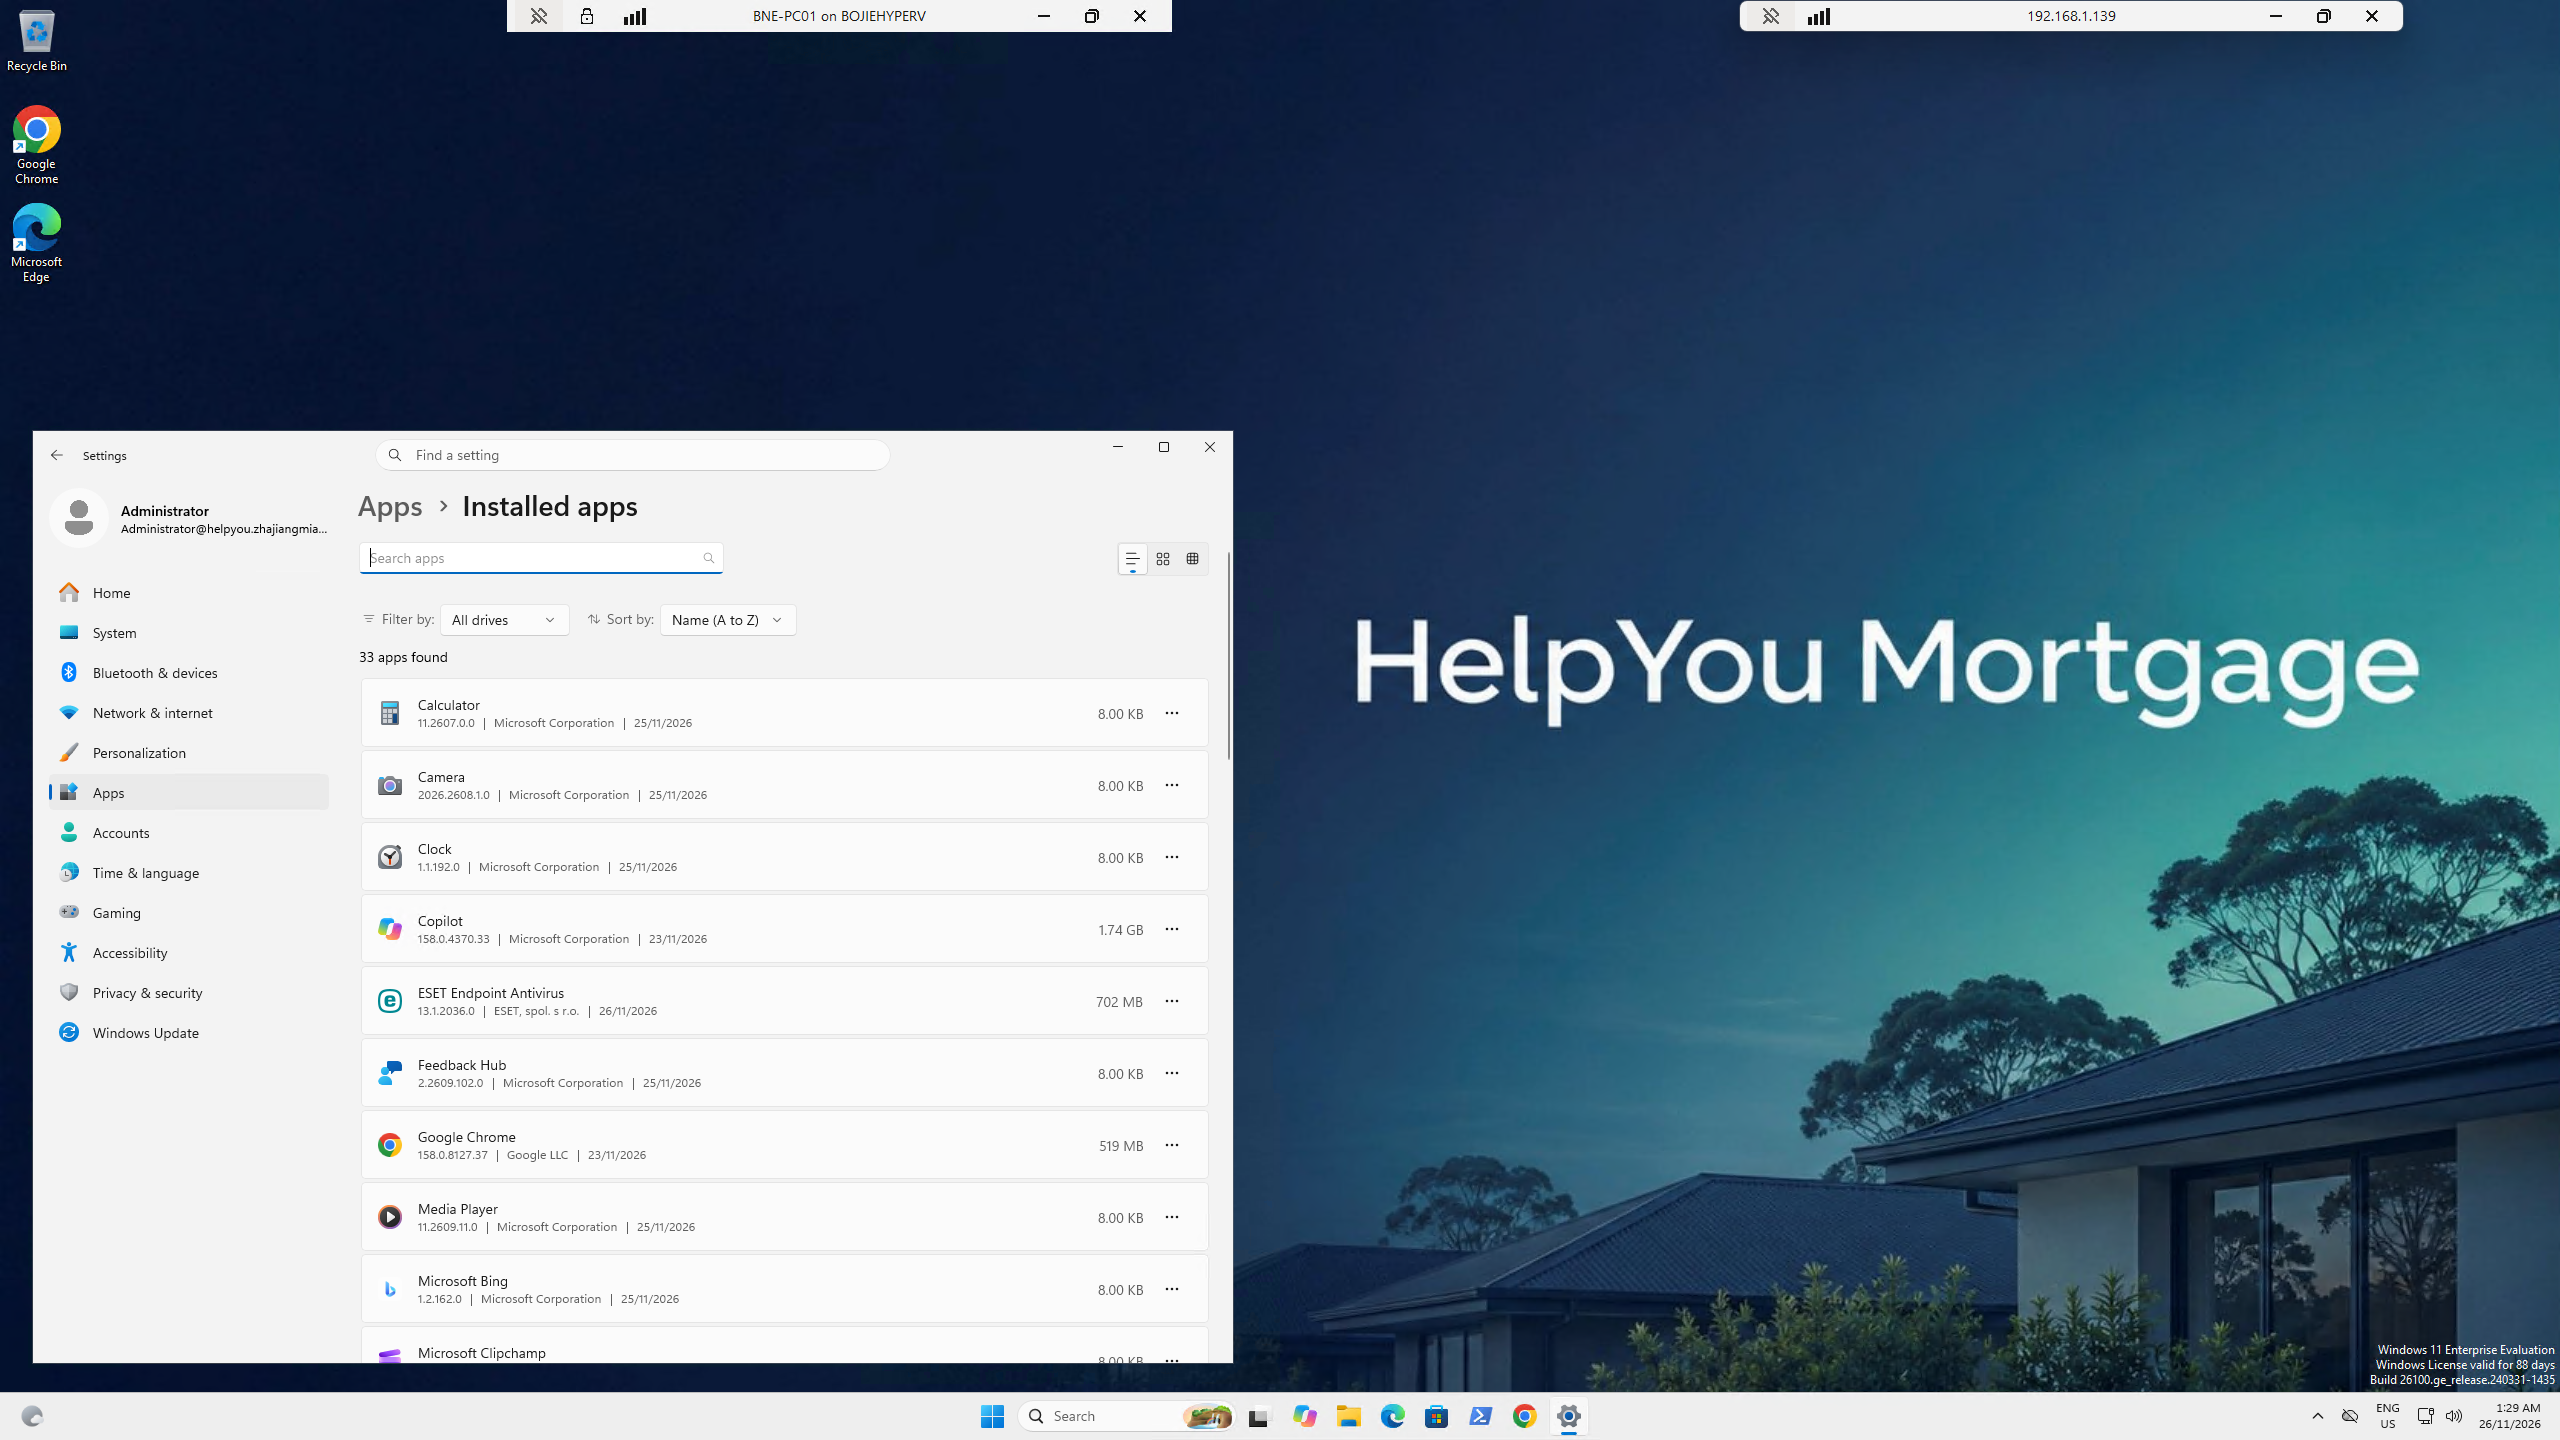 BNE-PC01 on BOJIEHYPERV
192.168.1.139
Recycle Bin
Google
Chrome
Microsoft
Edge
Settings
Find a setting
Administrator
Administrator@helpyou.zhajiangmia...
Home
System
Bluetooth & devices
Network & internet
Personalization
Apps
Accounts
Time & language
Gaming
Accessibility
Privacy & security
Windows Update
Apps > Installed apps
Search apps
Filter by: All drives Sort by: Name (A to Z)
33 apps found
Calculator
11.2607.0.0 | Microsoft Corporation | 25/11/2026
8.00 KB
Camera
2026.2608.1.0 | Microsoft Corporation | 25/11/2026
8.00 KB
Clock
1.1.192.0 | Microsoft Corporation | 25/11/2026
8.00 KB
Copilot
158.0.4370.33 | Microsoft Corporation | 23/11/2026
1.74 GB
ESET Endpoint Antivirus
13.1.2036.0 | ESET, spol. s r.o. | 26/11/2026
702 MB
Feedback Hub
2.2609.102.0 | Microsoft Corporation | 25/11/2026
8.00 KB
Google Chrome
158.0.8127.37 | Google LLC | 23/11/2026
519 MB
Media Player
11.2609.11.0 | Microsoft Corporation | 25/11/2026
8.00 KB
Microsoft Bing
1.2.162.0 | Microsoft Corporation | 25/11/2026
8.00 KB
Microsoft Clipchamp
8.00 KB
HelpYou Mortgage
Windows 11 Enterprise Evaluation
Windows License valid for 88 days
Build 26100.ge_release.240331-1435
Search
ENG
US
1:29 AM
26/11/2026